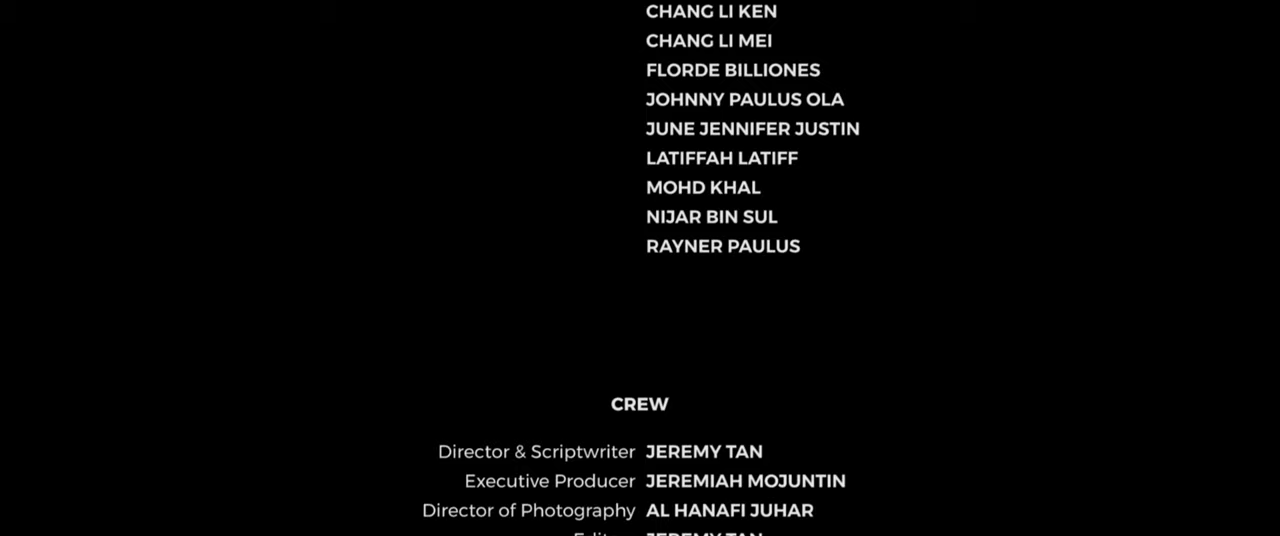 CHANG LI KEN
CHANG LI MEI
FLORDE BILLIONES
JOHNNY PAULUS OLA
JUNE JENNIFER JUSTIN
LATIFFAH LATIFF
MOHD KHAL
NIJAR BIN SUL
RAYNER PAULUS
CREW
Director & Scriptwriter JEREMY TAN
Executive Producer JEREMIAH MOJUNTIN
Director of Photography AL HANAFI JUHAR
JEREMY TAN